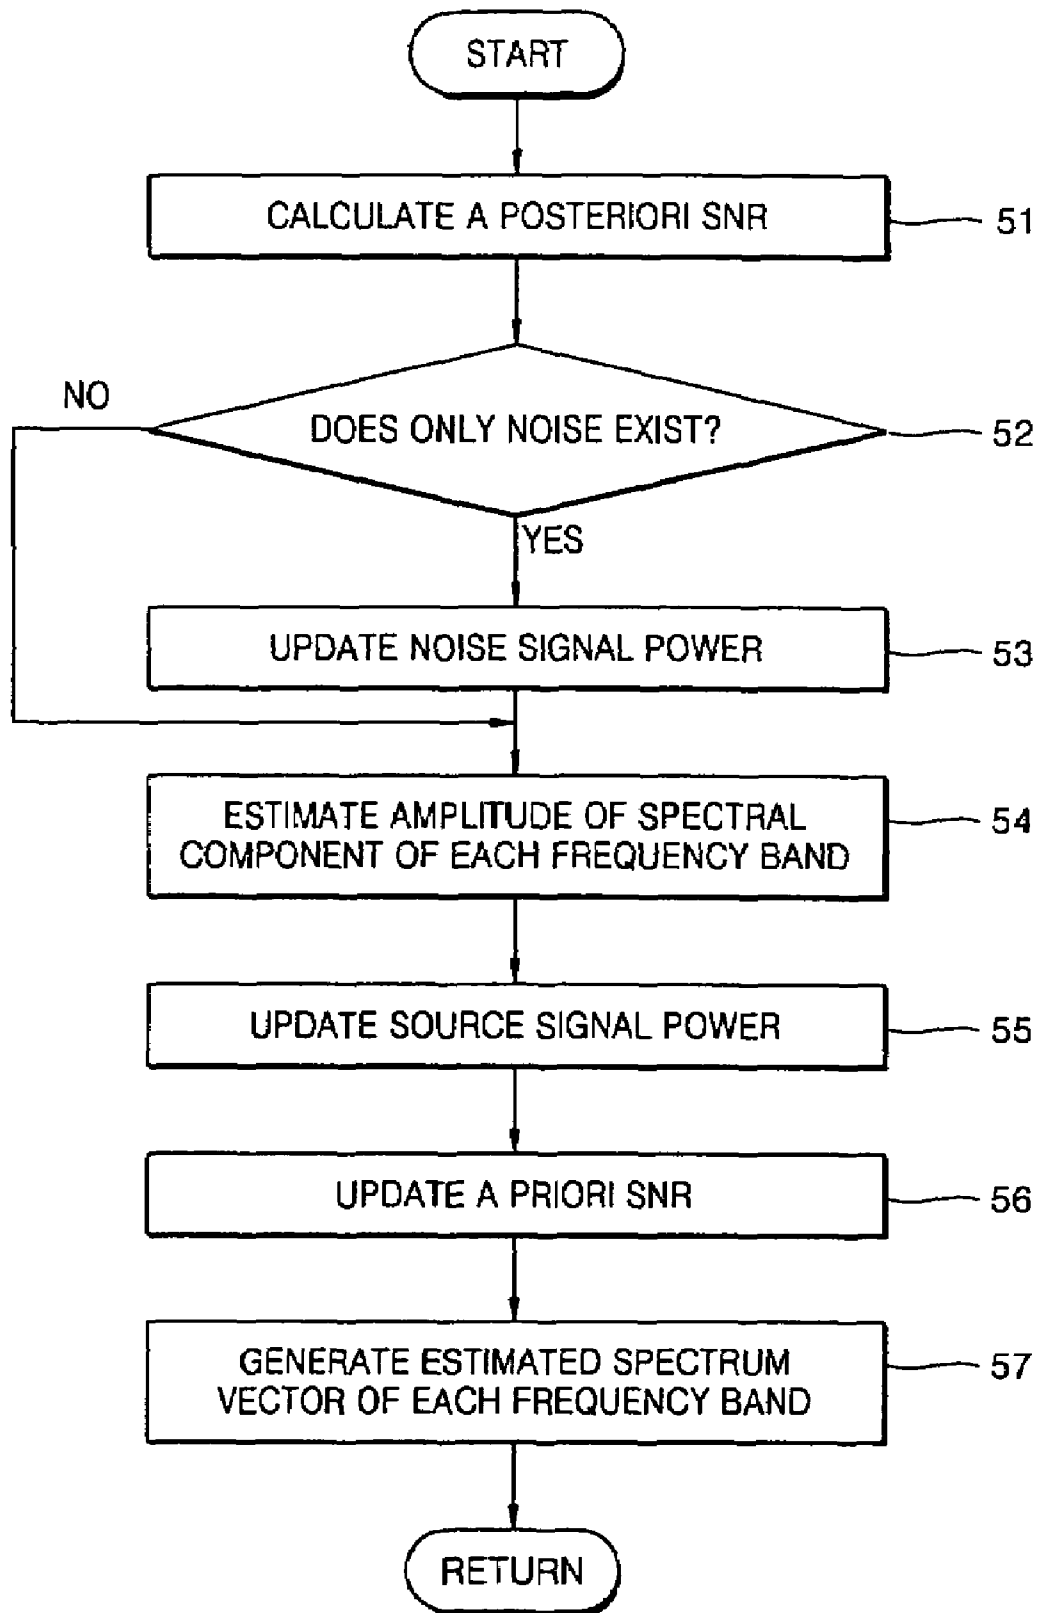 START
CALCULATE A POSTERIORI SNR
51
NO
DOES ONLY NOISE EXIST?
52
YES
UPDATE NOISE SIGNAL POWER
53
ESTIMATE AMPLITUDE OF SPECTRAL
COMPONENT OF EACH FREQUENCY BAND
54
UPDATE SOURCE SIGNAL POWER
55
UPDATE A PRIORI SNR
56
GENERATE ESTIMATED SPECTRUM
VECTOR OF EACH FREQUENCY BAND
57
RETURN